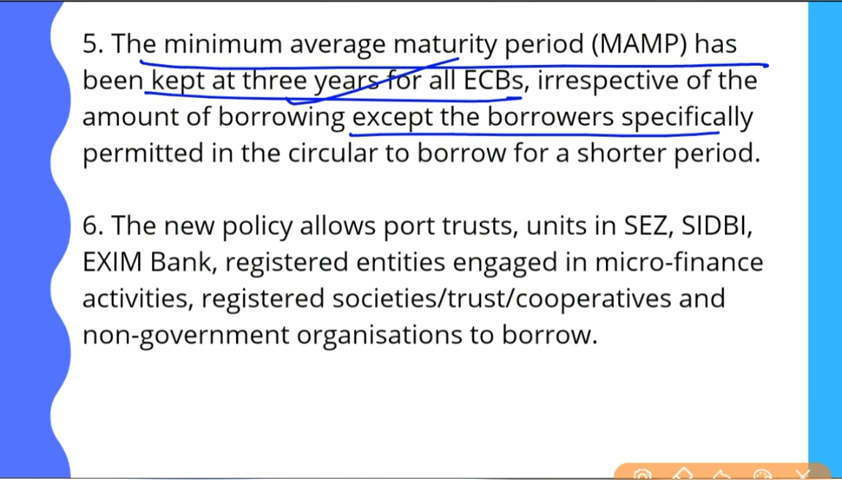 5. The minimum average maturity period (MAMP) has
been kept at three years for all ECBs, irrespective of the
amount of borrowing except the borrowers specifically
permitted in the circular to borrow for a shorter period.
6. The new policy allows port trusts, units in SEZ, SIDBI,
EXIM Bank, registered entities engaged in micro-finance
activities, registered societies/trust/cooperatives and
non-government organisations to borrow.